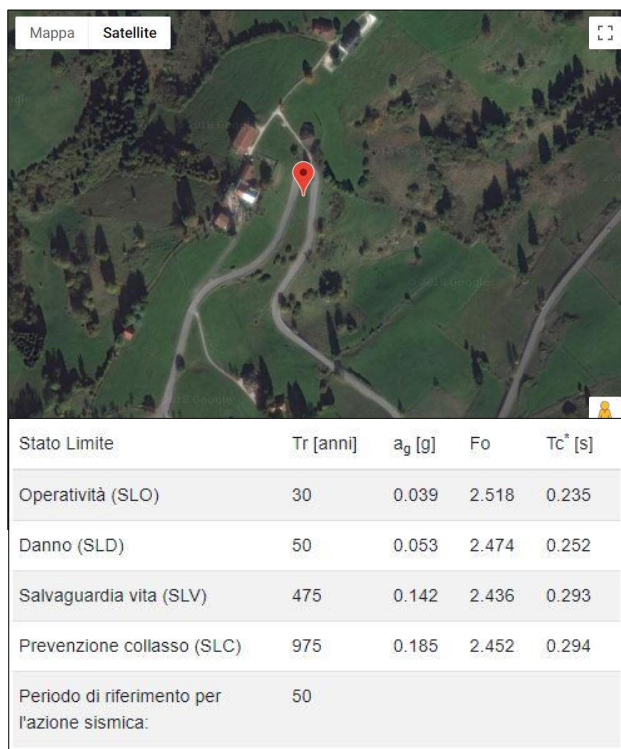 Mappa Satellite
Stato Limite Tr [anni] ag [g] Fo Tc* [s]
Operatività (SLO) 30 0.039 2.518 0.235
Danno (SLD) 50 0.053 2.474 0.252
Salvaguardia vita (SLV) 475 0.142 2.436 0.293
Prevenzione collasso (SLC) 975 0.185 2.452 0.294
Periodo di riferimento per 50
l'azione sismica: